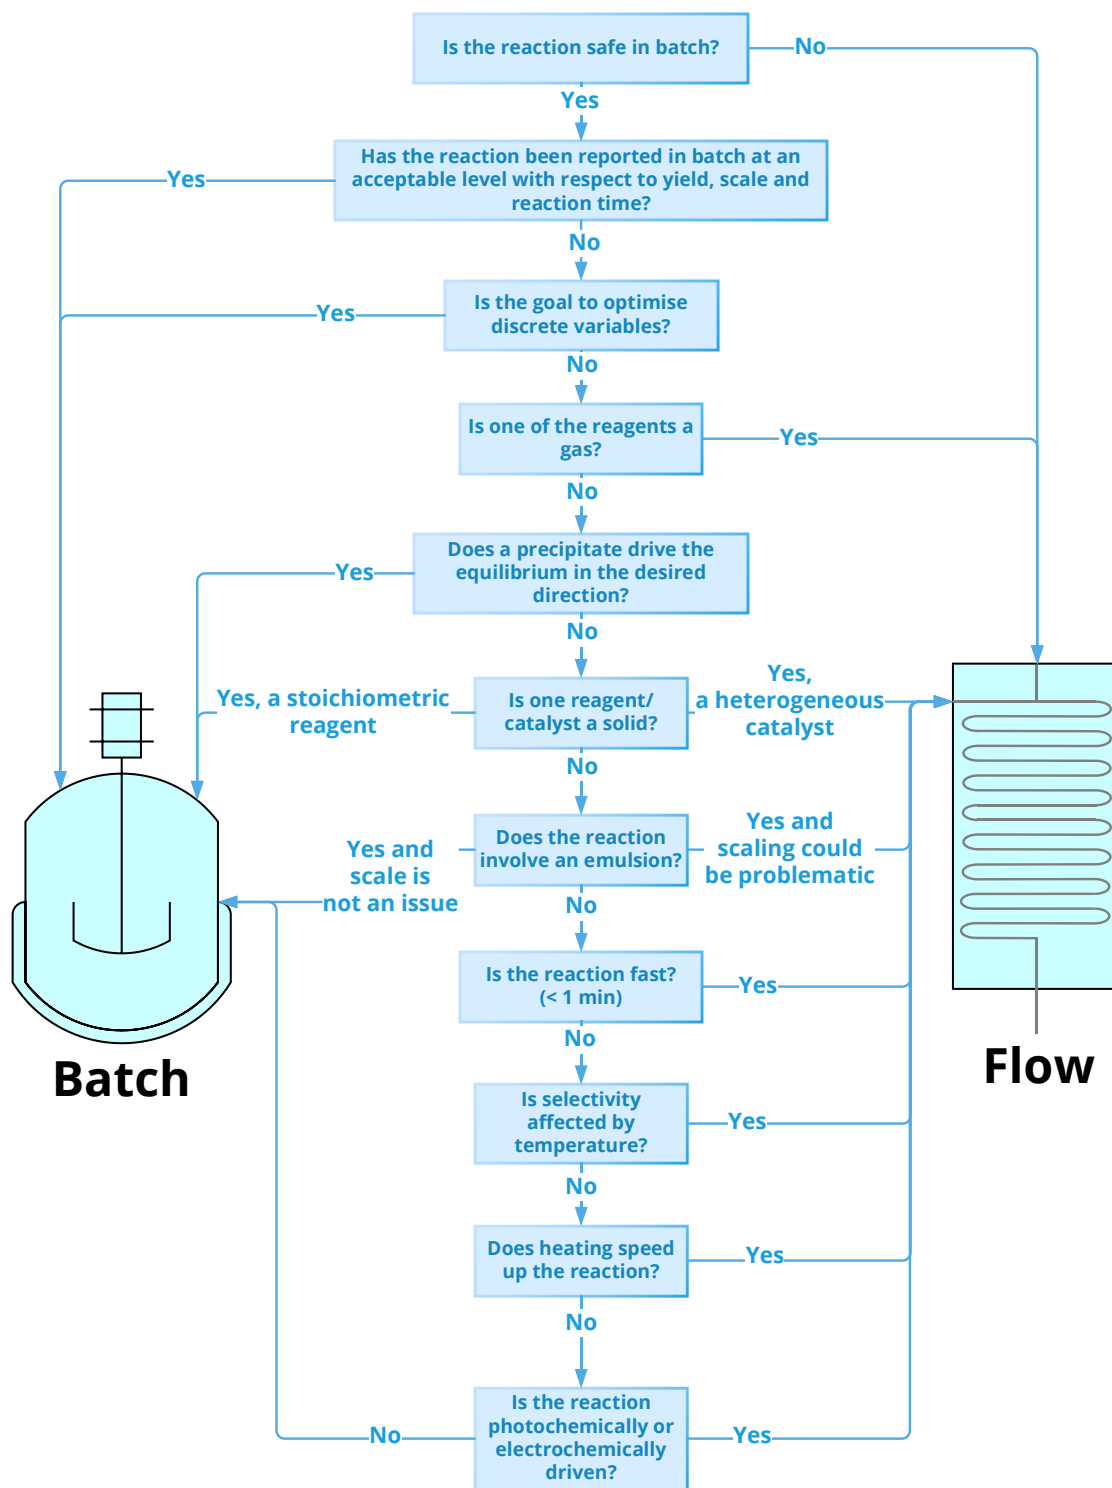 Is the reaction safe in batch?
No
Yes
Has the reaction been reported in batch at an
acceptable level with respect to yield, scale and
reaction time?
Yes
No
Is the goal to optimise
discrete variables?
Yes
No
Is one of the reagents a
gas?
Yes
No
Does a precipitate drive the
equilibrium in the desired
direction?
Yes
No
Yes, a stoichiometric
reagent
Is one reagent/
catalyst a solid?
Yes,
a heterogeneous
catalyst
No
Yes and
scale is
not an issue
Does the reaction
involve an emulsion?
Yes and
scaling could
be problematic
No
Is the reaction fast?
(< 1 min)
Yes
No
Batch
Flow
Is selectivity
affected by
temperature?
Yes
No
Does heating speed
up the reaction?
Yes
No
Is the reaction
photochemically or
electrochemically
driven?
No
Yes